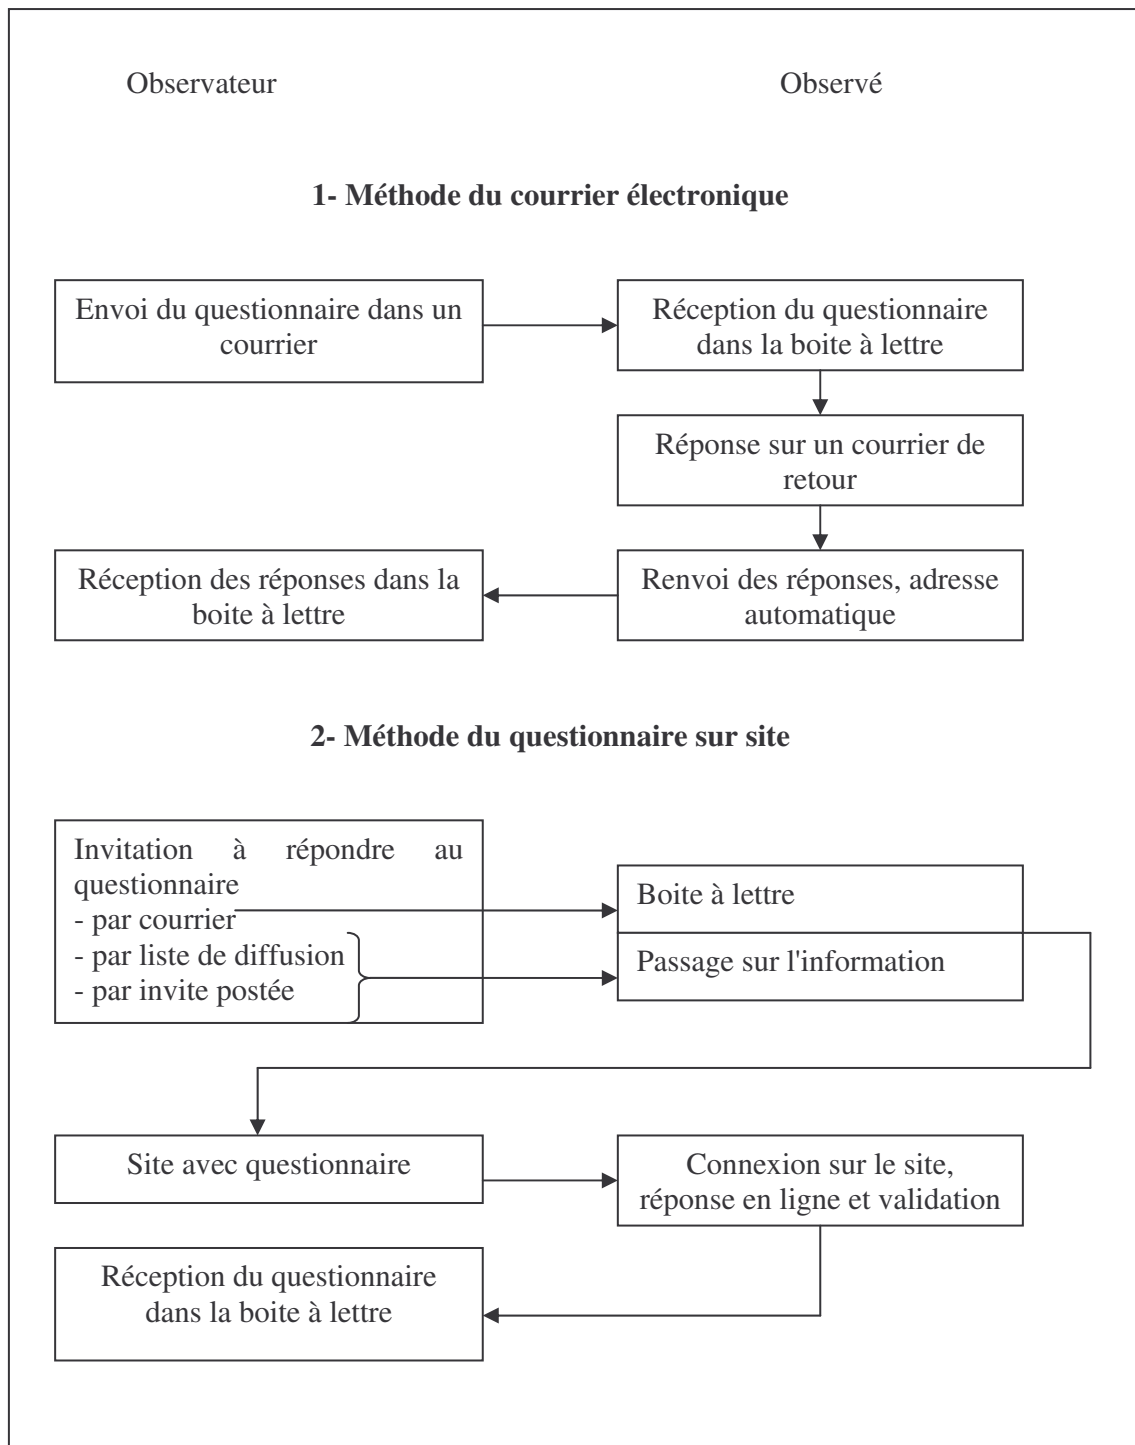 Observateur
Observé
1- Méthode du courrier électronique
Envoi du questionnaire dans un
courrier
Réception du questionnaire
dans la boite à lettre
Réponse sur un courrier de
retour
Réception des réponses dans la
boite à lettre
Renvoi des réponses, adresse
automatique
2- Méthode du questionnaire sur site
Invitation à répondre au
questionnaire
- par courrier
- par liste de diffusion
- par invite postée
Boite à lettre
Passage sur l'information
Site avec questionnaire
Connexion sur le site,
réponse en ligne et validation
Réception du questionnaire
dans la boite à lettre